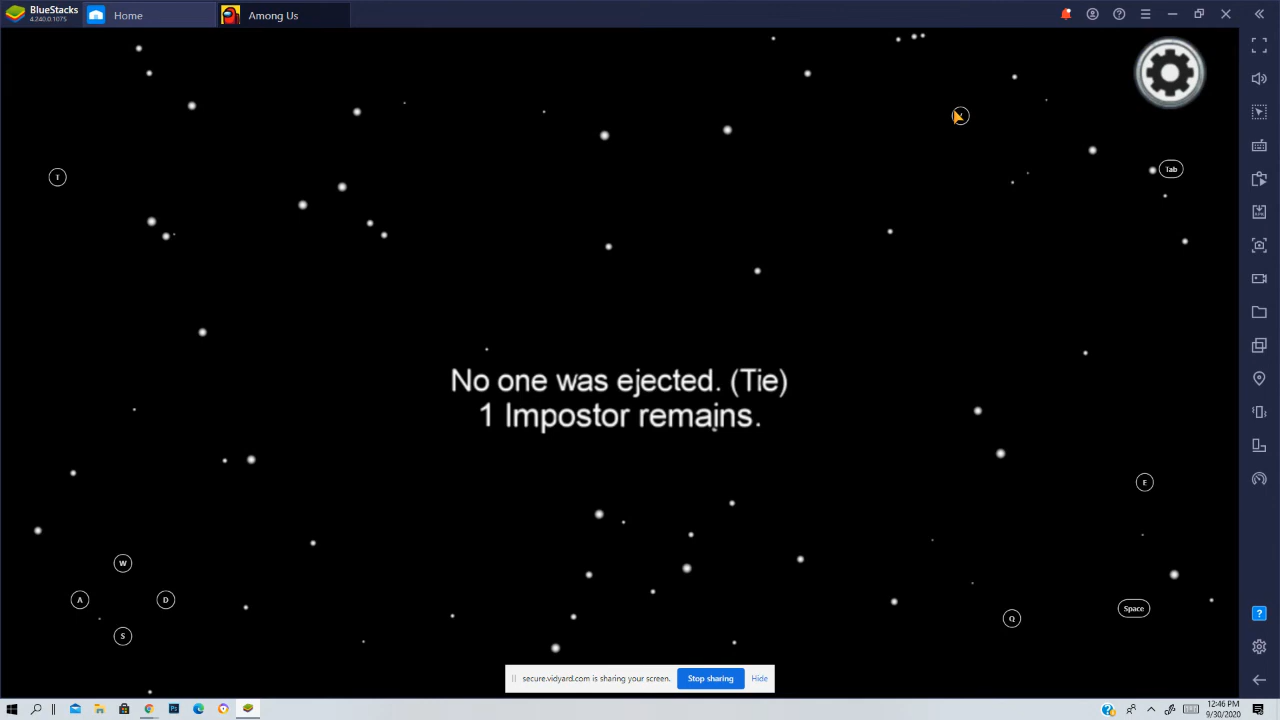 BlueStacks
4.240.0.1075
Home
Among Us
T
Tab
No one was ejected. (Tie)
1 Impostor remains.
E
W
A
D
S
Q
Space
secure.vidyard.com is sharing your screen.
Stop sharing
Hide
12:46 PM
9/30/2020